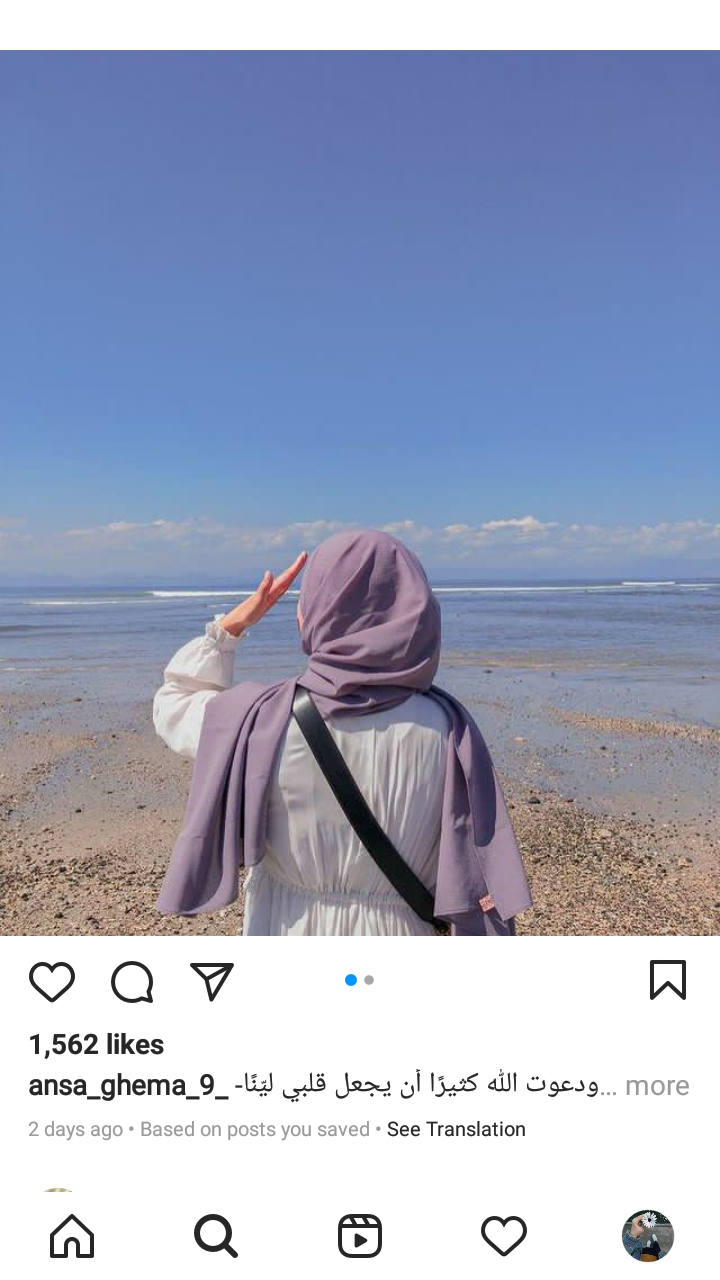 1,562 likes
ansa_ghema_9_ -ودعوت الله كثيرًا أن يجعل قلبي ليّنًا... more
2 days ago • Based on posts you saved • See Translation